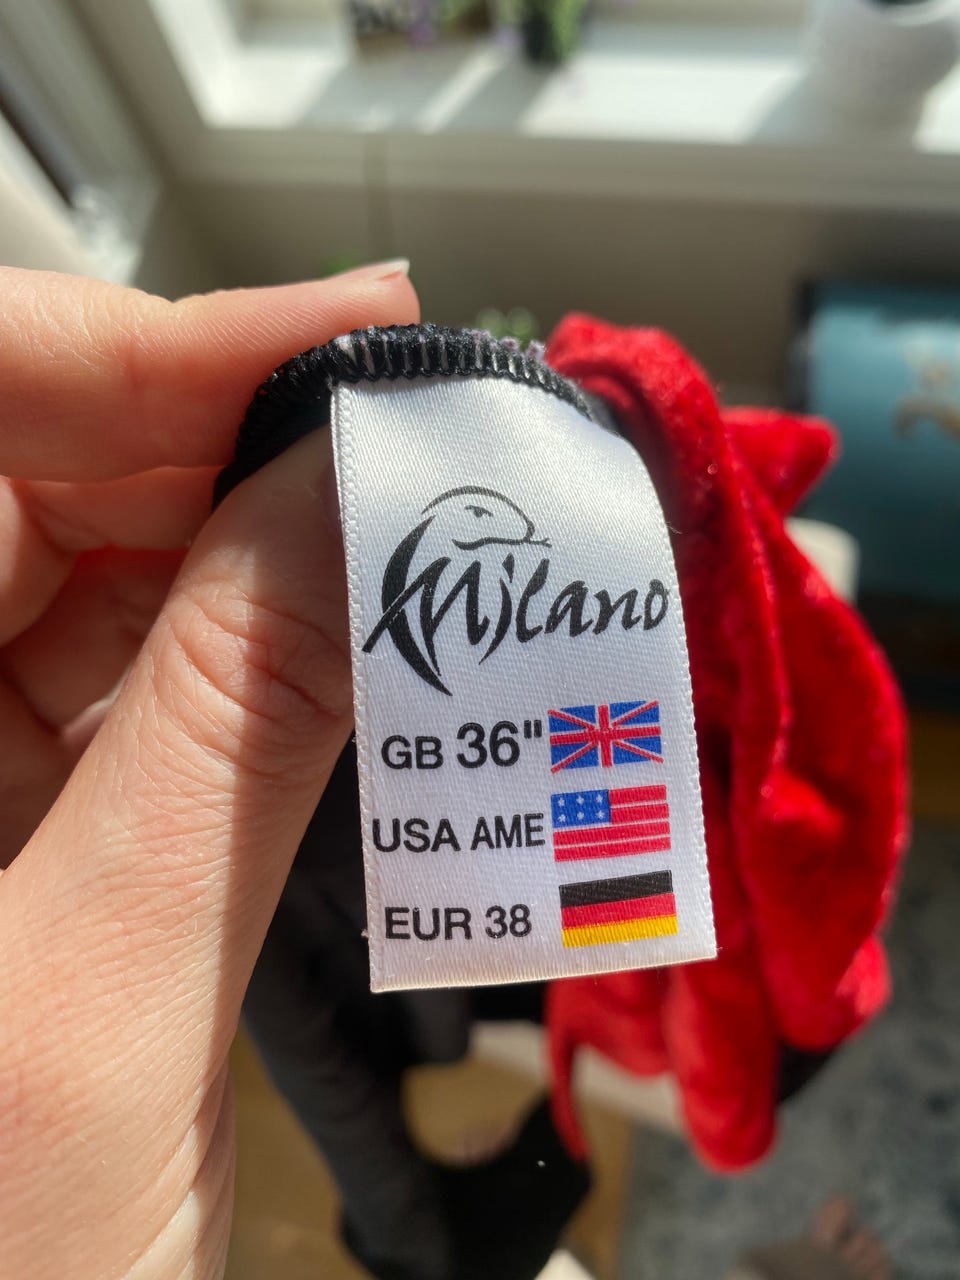 Milano
GB 36"
USA AME
EUR 38